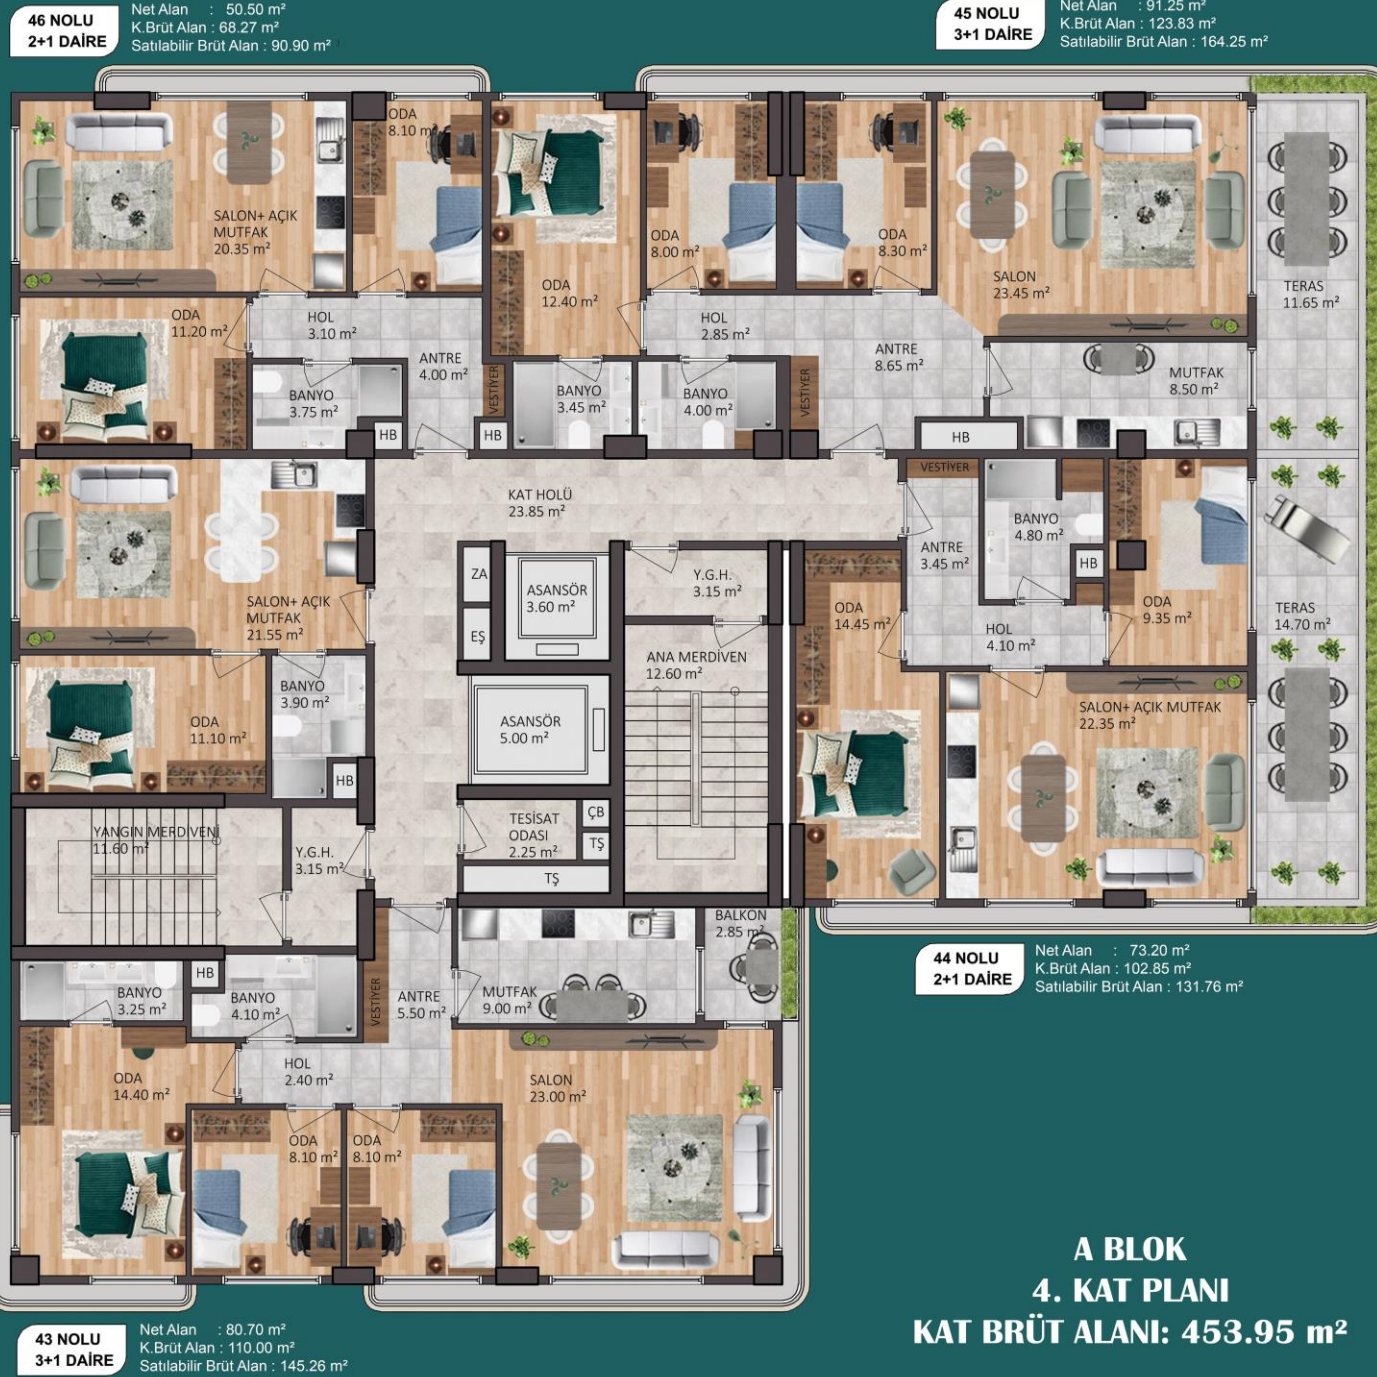 46 NOLU
2+1 DAİRE
Net Alan : 50.50 m²
K.Brüt Alan : 68.27 m²
Satılabilir Brüt Alan : 90.90 m²
45 NOLU
3+1 DAİRE
Net Alan : 91.25 m²
K.Brüt Alan : 123.83 m²
Satılabilir Brüt Alan : 164.25 m²
SALON+ AÇIK
MUTFAK
20.35 m²
ODA
8.10 m²
ODA
12.40 m²
ODA
8.00 m²
ODA
8.30 m²
SALON
23.45 m²
TERAS
11.65 m²
ODA
11.20 m²
HOL
3.10 m²
ANTRE
4.00 m²
VESTİYER
BANYO
3.75 m²
HB
HB
BANYO
3.45 m²
HOL
2.85 m²
BANYO
4.00 m²
VESTİYER
ANTRE
8.65 m²
HB
MUTFAK
8.50 m²
KAT HOLÜ
23.85 m²
VESTİYER
ANTRE
3.45 m²
BANYO
4.80 m²
HB
ODA
9.35 m²
TERAS
14.70 m²
SALON+ AÇIK
MUTFAK
21.55 m²
ZA
EŞ
ASANSÖR
3.60 m²
Y.G.H.
3.15 m²
ODA
14.45 m²
HOL
4.10 m²
ANA MERDİVEN
12.60 m²
ASANSÖR
5.00 m²
SALON+ AÇIK MUTFAK
22.35 m²
ODA
11.10 m²
BANYO
3.90 m²
HB
YANGIN MERDİVENİ
11.60 m²
Y.G.H.
3.15 m²
TESİSAT
ODASI
2.25 m²
ÇB
TŞ
TŞ
BALKON
2.85 m²
44 NOLU
2+1 DAİRE
Net Alan : 73.20 m²
K.Brüt Alan : 102.85 m²
Satılabilir Brüt Alan : 131.76 m²
BANYO
3.25 m²
HB
BANYO
4.10 m²
VESTİYER
ANTRE
5.50 m²
MUTFAK
9.00 m²
ODA
14.40 m²
HOL
2.40 m²
SALON
23.00 m²
ODA
8.10 m²
ODA
8.10 m²
A BLOK
4. KAT PLANI
KAT BRÜT ALANI: 453.95 m²
43 NOLU
3+1 DAİRE
Net Alan : 80.70 m²
K.Brüt Alan : 110.00 m²
Satılabilir Brüt Alan : 145.26 m²